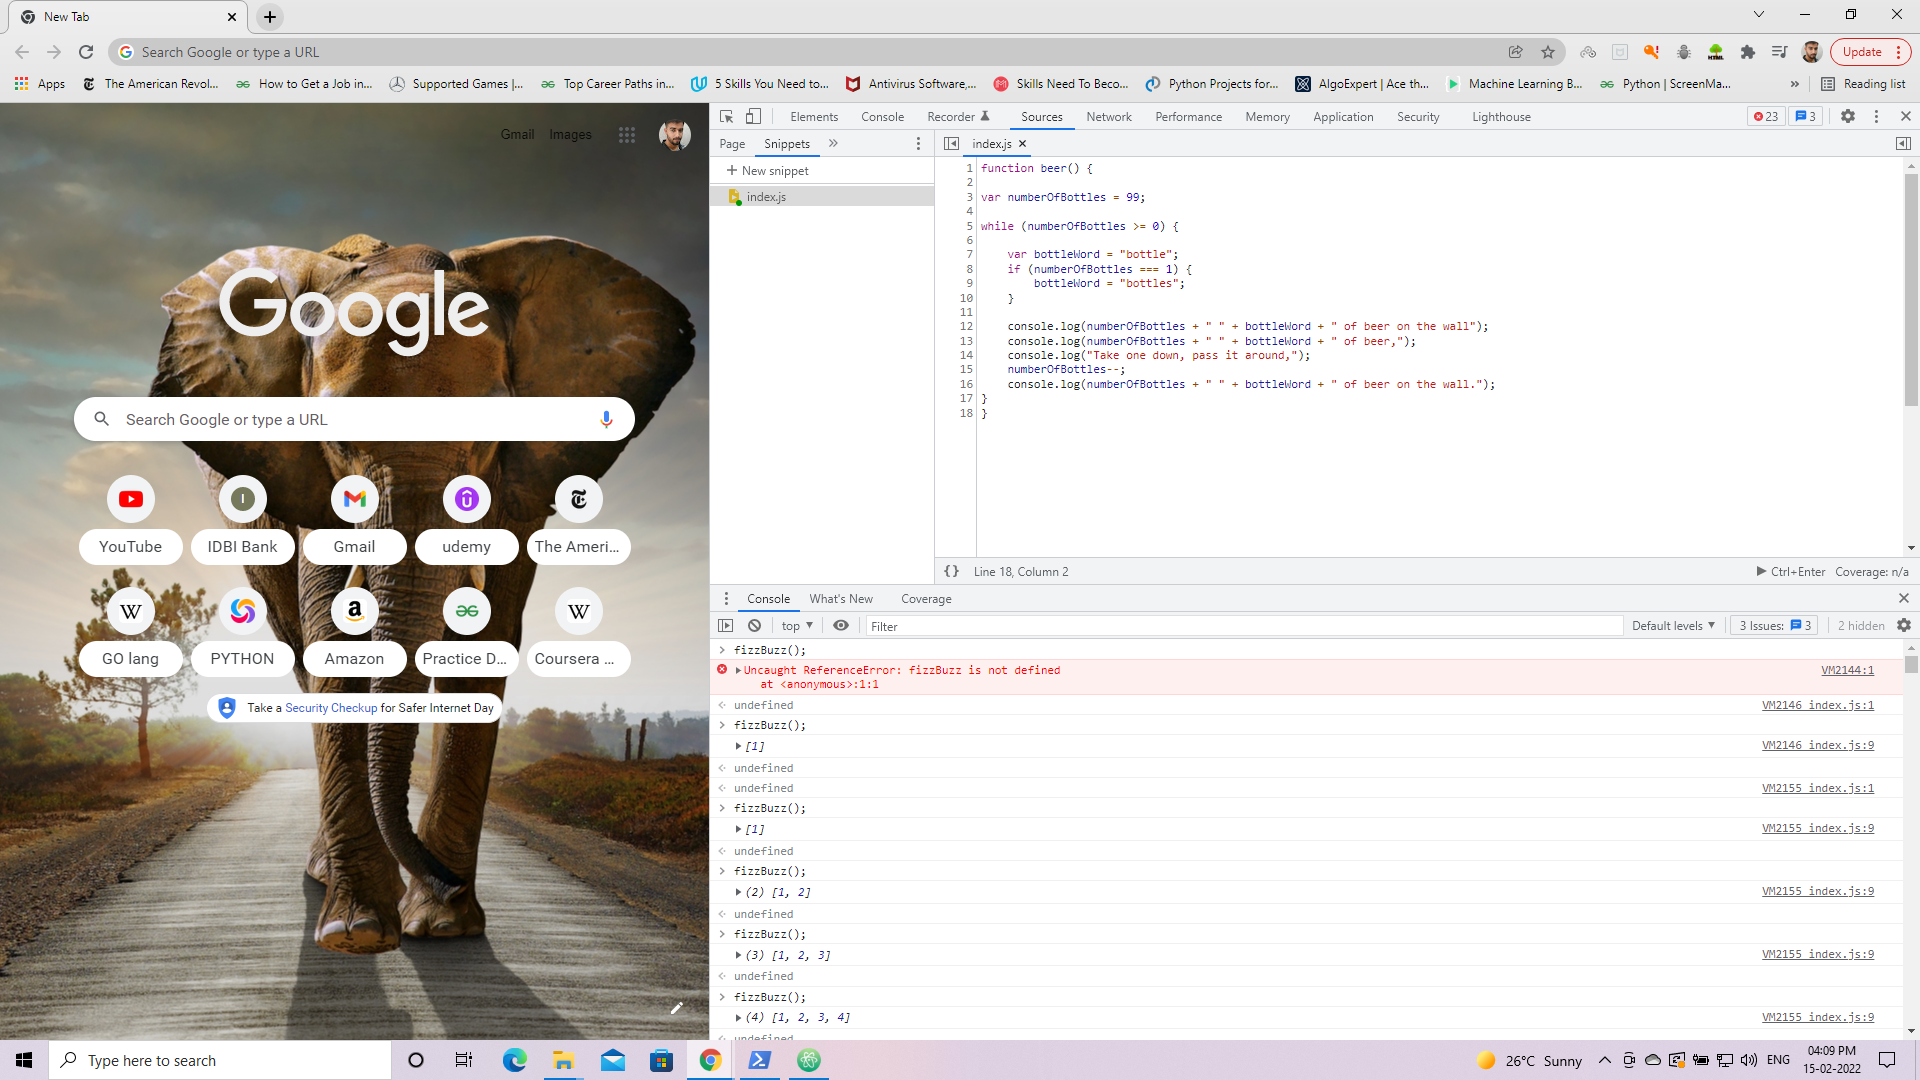 New Tab
Search Google or type a URL
Update
Apps
The American Revol...
How to Get a Job in...
Supported Games |...
Top Career Paths in...
5 Skills You Need to...
Antivirus Software,...
Skills Need To Beco...
Python Projects for...
AlgoExpert | Ace th...
Machine Learning B...
Python | ScreenMa...
Reading list
Gmail
Images
Google
Search Google or type a URL
YouTube
IDBI Bank
Gmail
udemy
The Ameri...
GO lang
PYTHON
Amazon
Practice D...
Coursera ...
Take a Security Checkup for Safer Internet Day
Elements
Console
Recorder
Sources
Network
Performance
Memory
Application
Security
Lighthouse
23
3
Page
Snippets
index.js
New snippet
index.js
1 function beer() {
2
3 var numberOfBottles = 99;
4
5 while (numberOfBottles >= 0) {
6
7 var bottleWord = "bottle";
8 if (numberOfBottles === 1) {
9 bottleWord = "bottles";
10 }
11
12 console.log(numberOfBottles + " " + bottleWord + " of beer on the wall");
13 console.log(numberOfBottles + " " + bottleWord + " of beer,");
14 console.log("Take one down, pass it around,");
15 numberOfBottles--;
16 console.log(numberOfBottles + " " + bottleWord + " of beer on the wall.");
17 }
18 }
{} Line 18, Column 2
Ctrl+Enter
Coverage: n/a
Console
What's New
Coverage
top
Filter
Default levels
3 Issues: 3
2 hidden
fizzBuzz();
Uncaught ReferenceError: fizzBuzz is not defined VM2144:1
at <anonymous>:1:1
undefined VM2146 index.js:1
fizzBuzz();
[1] VM2146 index.js:9
undefined
undefined VM2155 index.js:1
fizzBuzz();
[1] VM2155 index.js:9
undefined
fizzBuzz();
(2) [1, 2] VM2155 index.js:9
undefined
fizzBuzz();
(3) [1, 2, 3] VM2155 index.js:9
undefined
fizzBuzz();
(4) [1, 2, 3, 4] VM2155 index.js:9
undefined
Type here to search
26°C Sunny
ENG
04:09 PM
15-02-2022